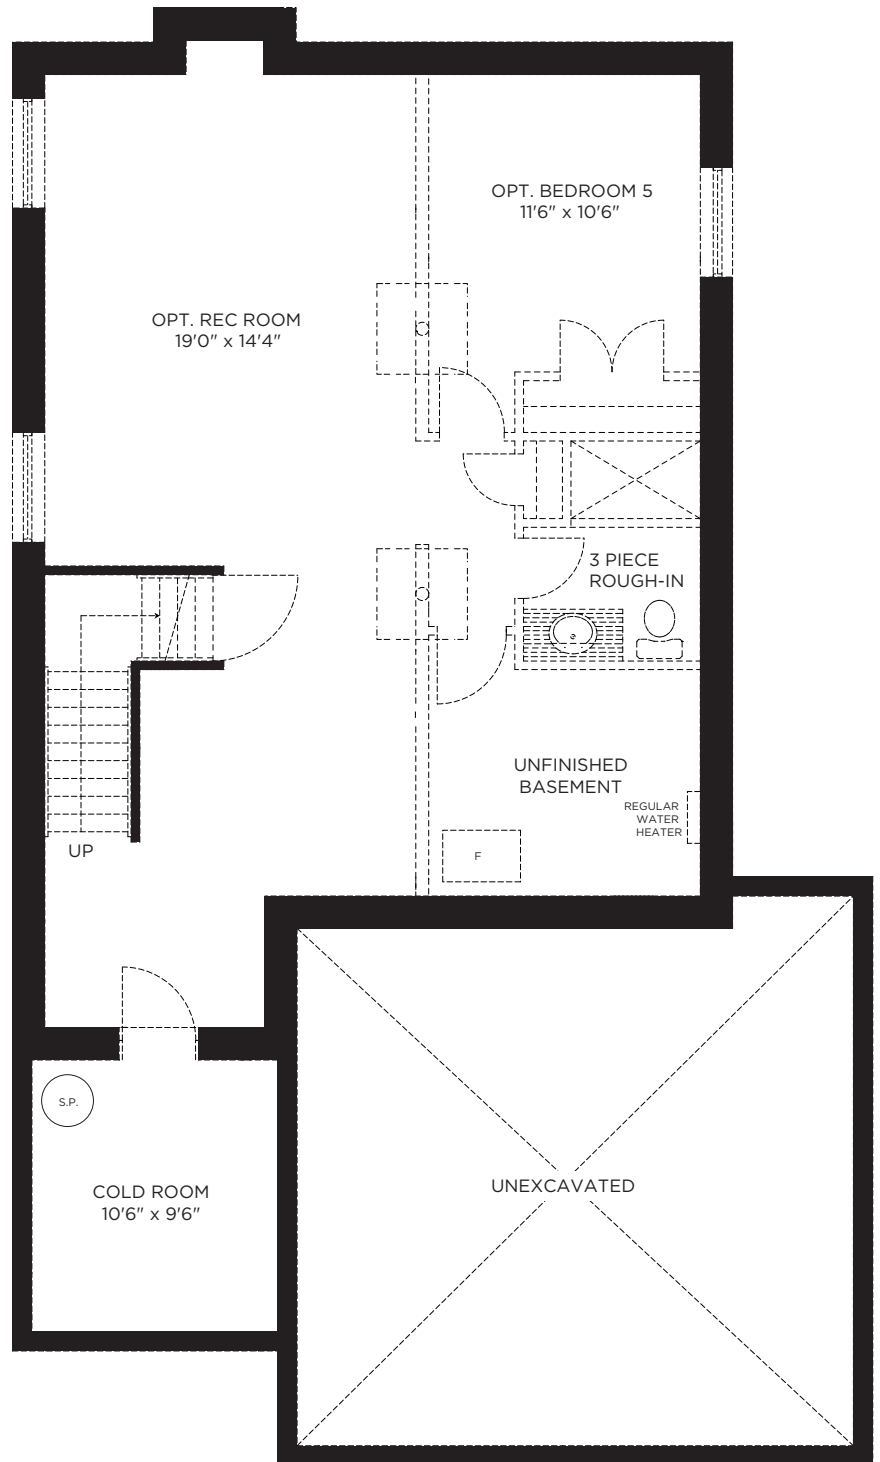 OPT. BEDROOM 5
11'6" x 10'6"
OPT. REC ROOM
19'0" x 14'4"
3 PIECE
ROUGH-IN
UNFINISHED
BASEMENT
REGULAR
WATER
HEATER
F
UP
S.P.
COLD ROOM
10'6" x 9'6"
UNEXCAVATED